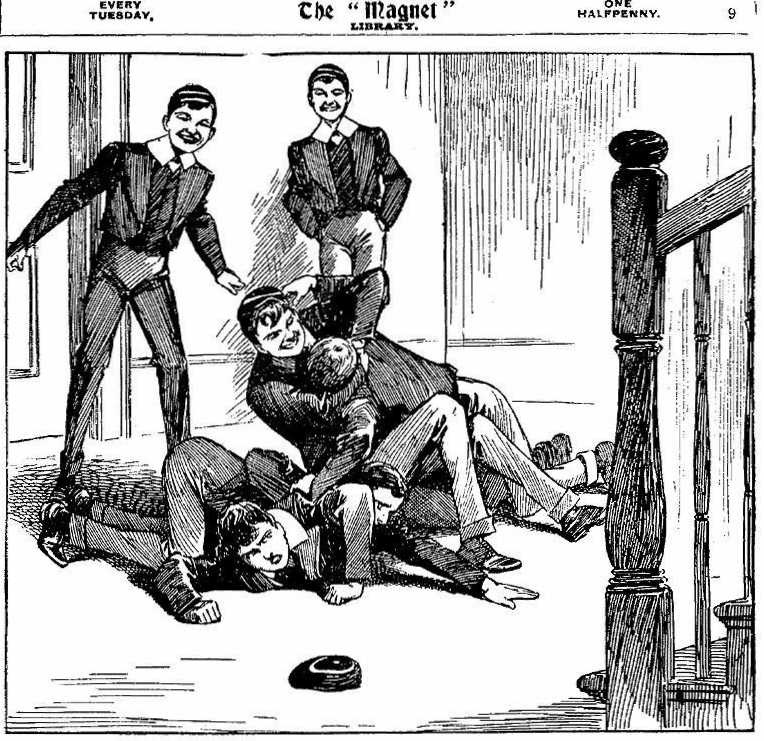 EVERY
TUESDAY,
The "Magnet"
LIBRARY.
ONE
HALFPENNY.
9